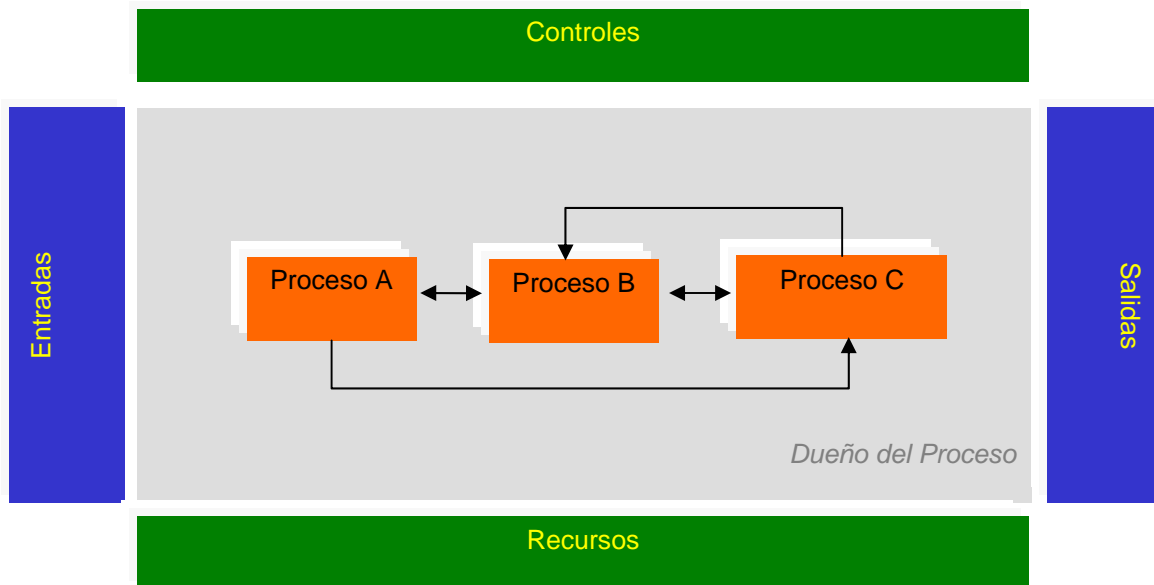 Controles
Entradas
Proceso A
Proceso B
Proceso C
Salidas
Dueño del Proceso
Recursos